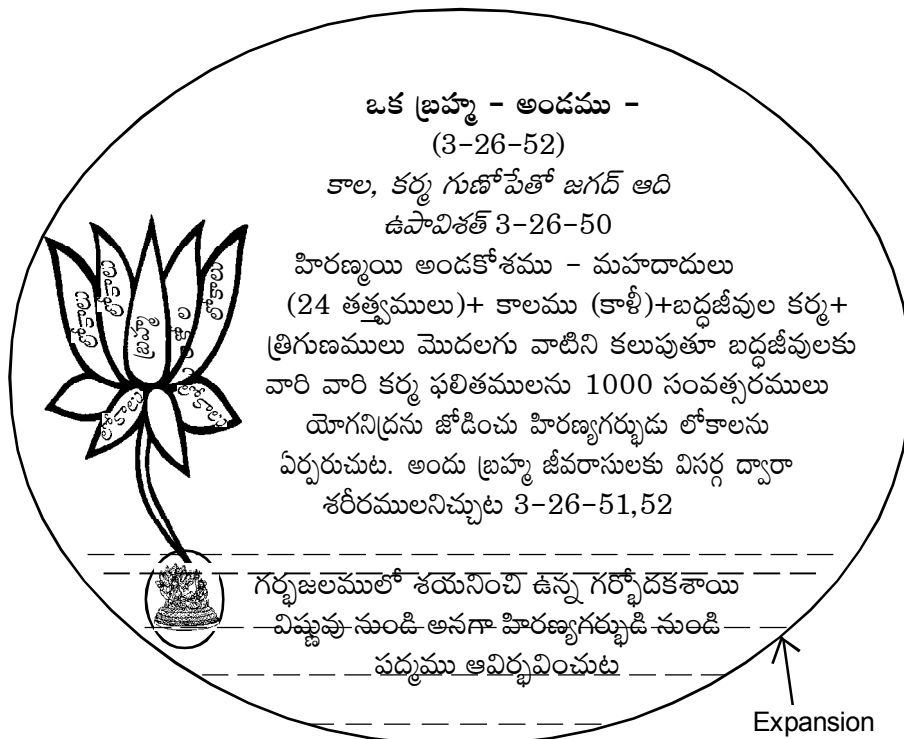 ఒక బ్రహ్మ - అండము -
(3-26-52)
కాల, కర్మ గుణోపేతో జగద్ ఆది
ఉపావిశత్ 3-26-50
హిరణ్మయి అండకోశము - మహదాదులు
(24 తత్త్వములు)+ కాలము (కాళీ)+బద్ధజీవుల కర్మ+
త్రిగుణములు మొదలగు వాటిని కలుపుతూ బద్ధజీవులకు
వారి వారి కర్మ ఫలితములను 1000 సంవత్సరములు
యోగనిద్రను జోడించు హిరణ్యగర్భుడు లోకాలను
ఏర్పరుచుట. అందు బ్రహ్మ జీవరాసులకు విసర్గ ద్వారా
శరీరములనిచ్చుట 3-26-51,52
గర్భజలములో శయనించి ఉన్న గర్భోదకశాయి
విష్ణువు నుండి అనగా హిరణ్యగర్భుడి నుండి
పద్మము ఆవిర్భవించుట
Expansion